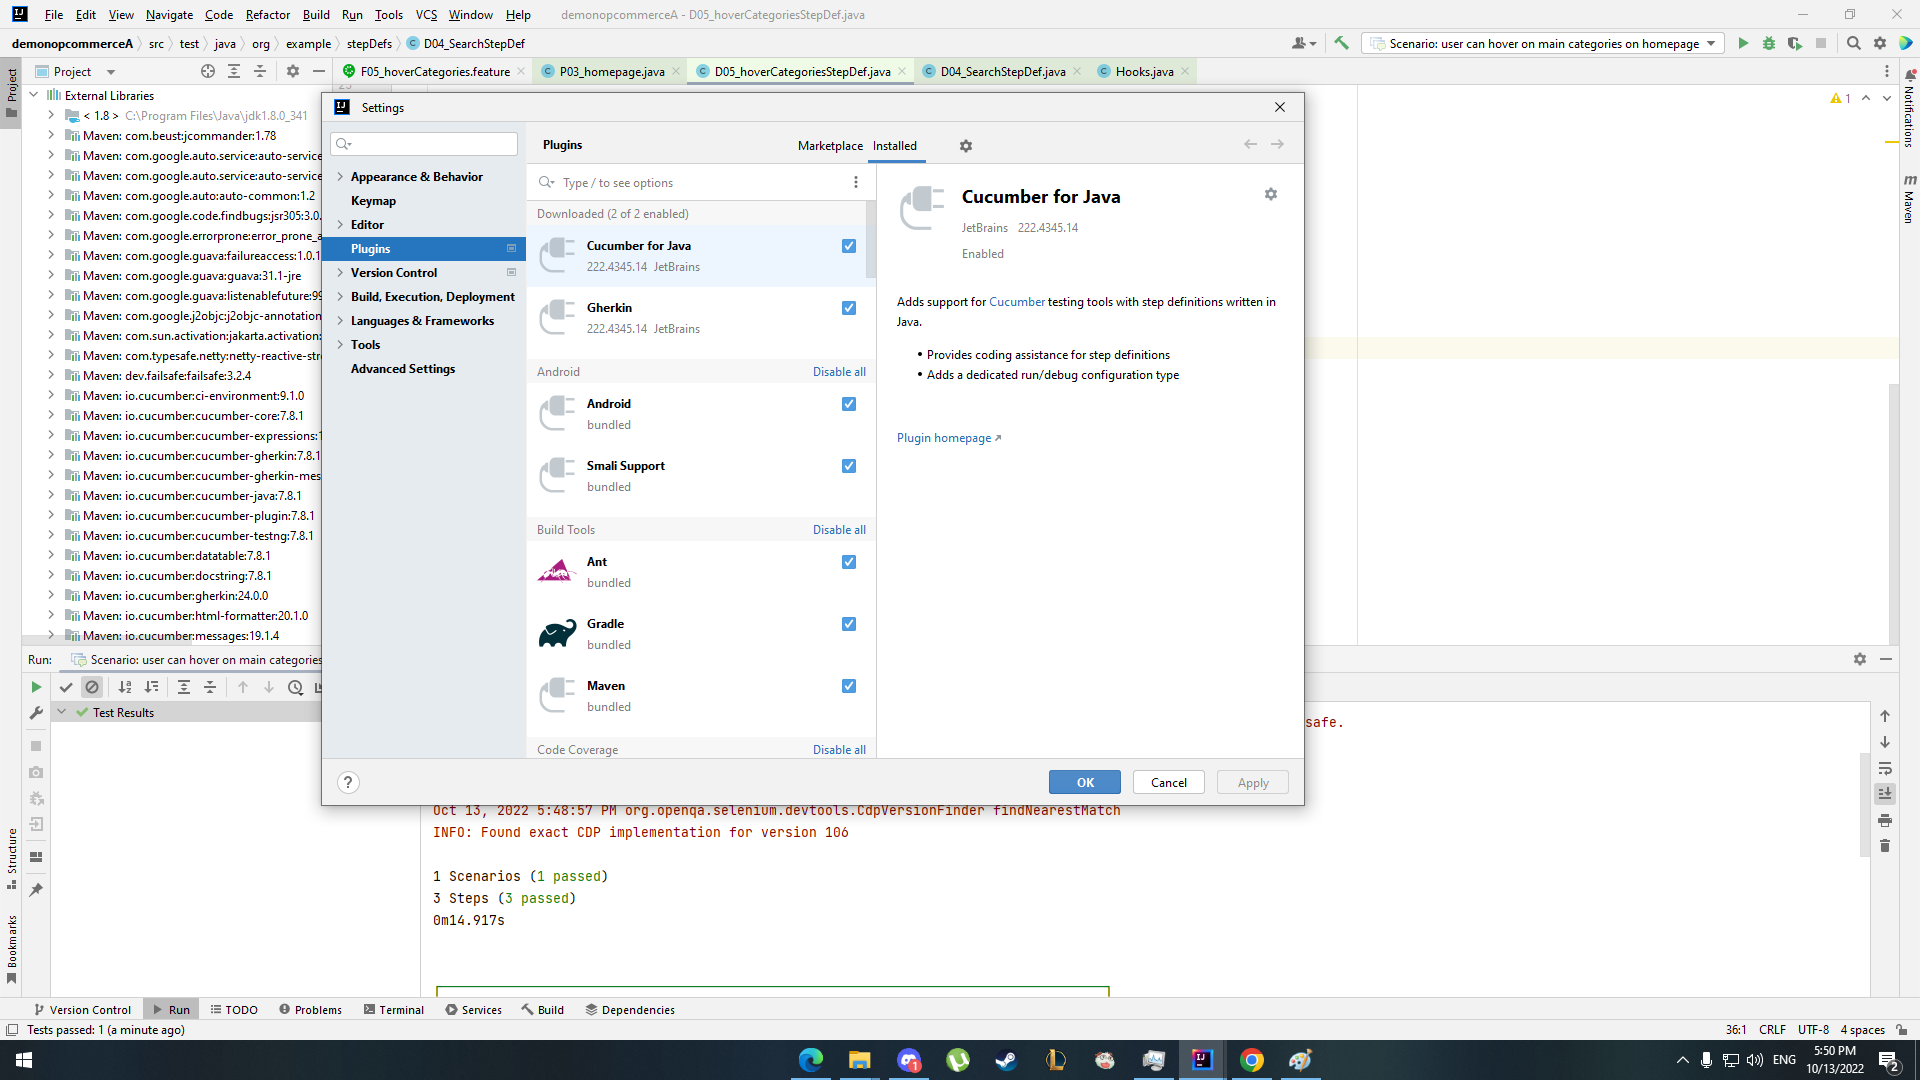 File Edit View Navigate Code Refactor Build Run Tools VCS Window Help demonopcommerceA - D05_hoverCategoriesStepDef.java
demonopcommerceA src test java org example stepDefs D04_SearchStepDef
Scenario: user can hover on main categories on homepage
Project
F05_hoverCategories.feature P03_homepage.java D05_hoverCategoriesStepDef.java D04_SearchStepDef.java Hooks.java
Project
Notifications
Maven
1
External Libraries
< 1.8 > C:\Program Files\Java\jdk1.8.0_341
Maven: com.beust:jcommander:1.78
Maven: com.google.auto.service:auto-service
Maven: com.google.auto.service:auto-service
Maven: com.google.auto:auto-common:1.2
Maven: com.google.code.findbugs:jsr305:3.0.
Maven: com.google.errorprone:error_prone_a
Maven: com.google.guava:failureaccess:1.0.1
Maven: com.google.guava:guava:31.1-jre
Maven: com.google.guava:listenablefuture:99
Maven: com.google.j2objc:j2objc-annotation
Maven: com.sun.activation:jakarta.activation:
Maven: com.typesafe.netty:netty-reactive-str
Maven: dev.failsafe:failsafe:3.2.4
Maven: io.cucumber:ci-environment:9.1.0
Maven: io.cucumber:cucumber-core:7.8.1
Maven: io.cucumber:cucumber-expressions:1
Maven: io.cucumber:cucumber-gherkin:7.8.1
Maven: io.cucumber:cucumber-gherkin-mes
Maven: io.cucumber:cucumber-java:7.8.1
Maven: io.cucumber:cucumber-plugin:7.8.1
Maven: io.cucumber:cucumber-testng:7.8.1
Maven: io.cucumber:datatable:7.8.1
Maven: io.cucumber:docstring:7.8.1
Maven: io.cucumber:gherkin:24.0.0
Maven: io.cucumber:html-formatter:20.1.0
Maven: io.cucumber:messages:19.1.4
Settings
Appearance & Behavior
Keymap
Editor
Plugins
Version Control
Build, Execution, Deployment
Languages & Frameworks
Tools
Advanced Settings
Plugins Marketplace Installed
Type / to see options
Downloaded (2 of 2 enabled)
Cucumber for Java
222.4345.14 JetBrains
Gherkin
222.4345.14 JetBrains
Android Disable all
Android
bundled
Smali Support
bundled
Build Tools Disable all
Ant
bundled
Gradle
bundled
Maven
bundled
Code Coverage Disable all
Cucumber for Java
JetBrains 222.4345.14
Enabled
Adds support for Cucumber testing tools with step definitions written in
Java.
• Provides coding assistance for step definitions
• Adds a dedicated run/debug configuration type
Plugin homepage
? OK Cancel Apply
Run: Scenario: user can hover on main categories
Test Results
safe.
Oct 13, 2022 5:48:57 PM org.openqa.selenium.devtools.CdpVersionFinder findNearestMatch
INFO: Found exact CDP implementation for version 106
1 Scenarios (1 passed)
3 Steps (3 passed)
0m14.917s
Structure
Bookmarks
Version Control Run TODO Problems Terminal Services Build Dependencies
Tests passed: 1 (a minute ago) 36:1 CRLF UTF-8 4 spaces
ENG 5:50 PM
10/13/2022
2